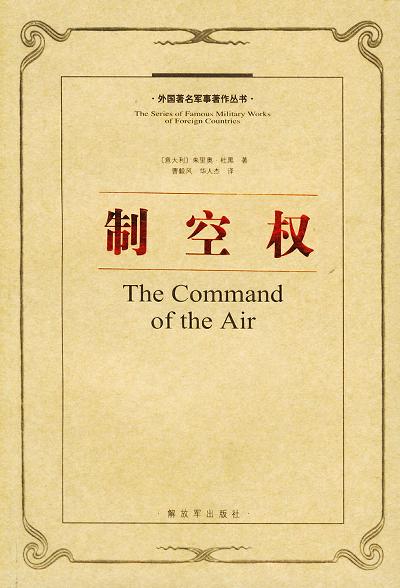 ·外国著名军事著作丛书·
The Series of Famous Military Works
of Foreign Countries
〔意大利〕朱里奥·杜黑 著
曹毅风 华人杰 译
制空权
The Command
of the Air
·解放军出版社·